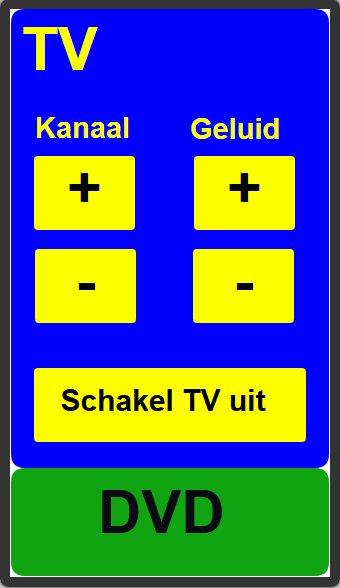 TV
Kanaal Geluid
+ +
- -
Schakel TV uit
DVD